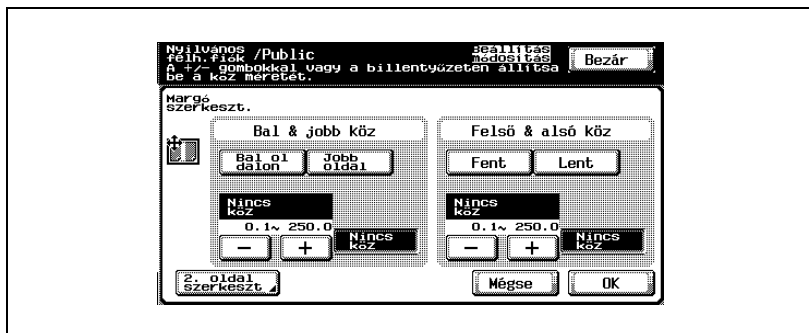 Nyilvános
félh.fiók /Public
Beállítás
módosítás
Bezár
A +/- gombokkal vagy a billentyűzeten állítsa
be a köz méretét.
Margó
szerkeszt.
Bal & jobb köz
Felső & alsó köz
Bal ol
dalon
Jobb
oldal
Fent
Lent
Nincs
köz
Nincs
köz
0.1~ 250.0
0.1~ 250.0
- +
Nincs
köz
- +
Nincs
köz
2. oldal
szerkeszt
Mégse
OK